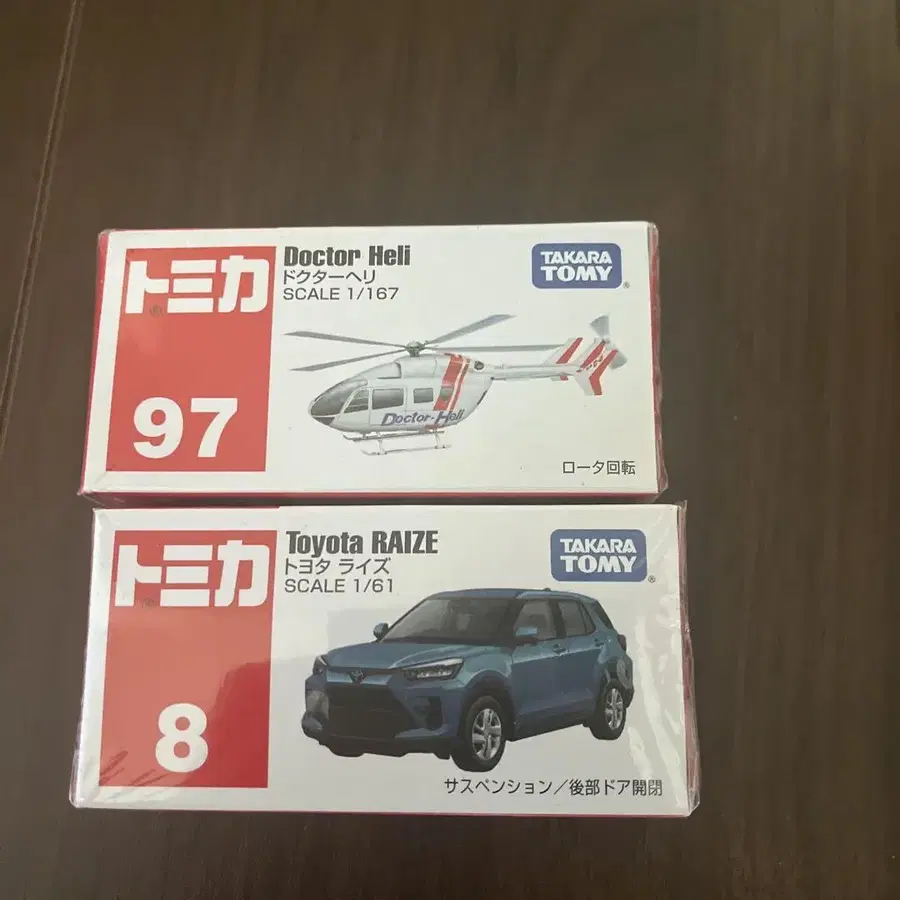 トミカ
97
Doctor Heli
ドクターヘリ
SCALE 1/167
TAKARA
TOMY
Doctor-Heli
ロータ回転
トミカ
8
Toyota RAIZE
トヨタ ライズ
SCALE 1/61
TAKARA
TOMY
サスペンション/後部ドア開閉